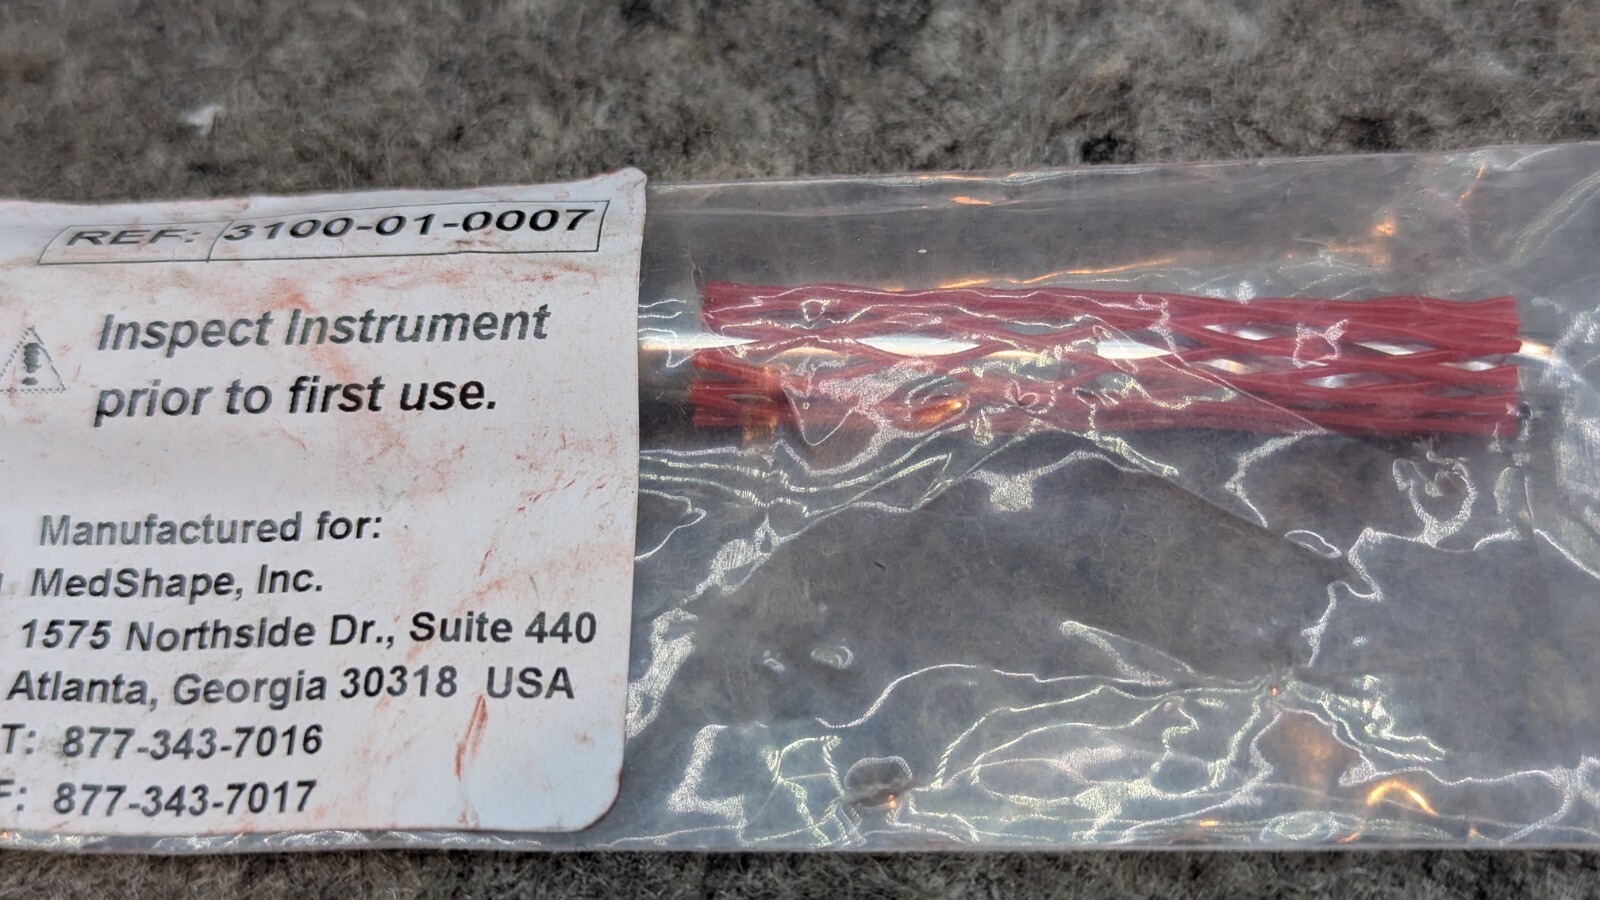 REF: 3100-01-0007
Inspect Instrument
prior to first use.
Manufactured for:
MedShape, Inc.
1575 Northside Dr., Suite 440
Atlanta, Georgia 30318 USA
T: 877-343-7016
F: 877-343-7017